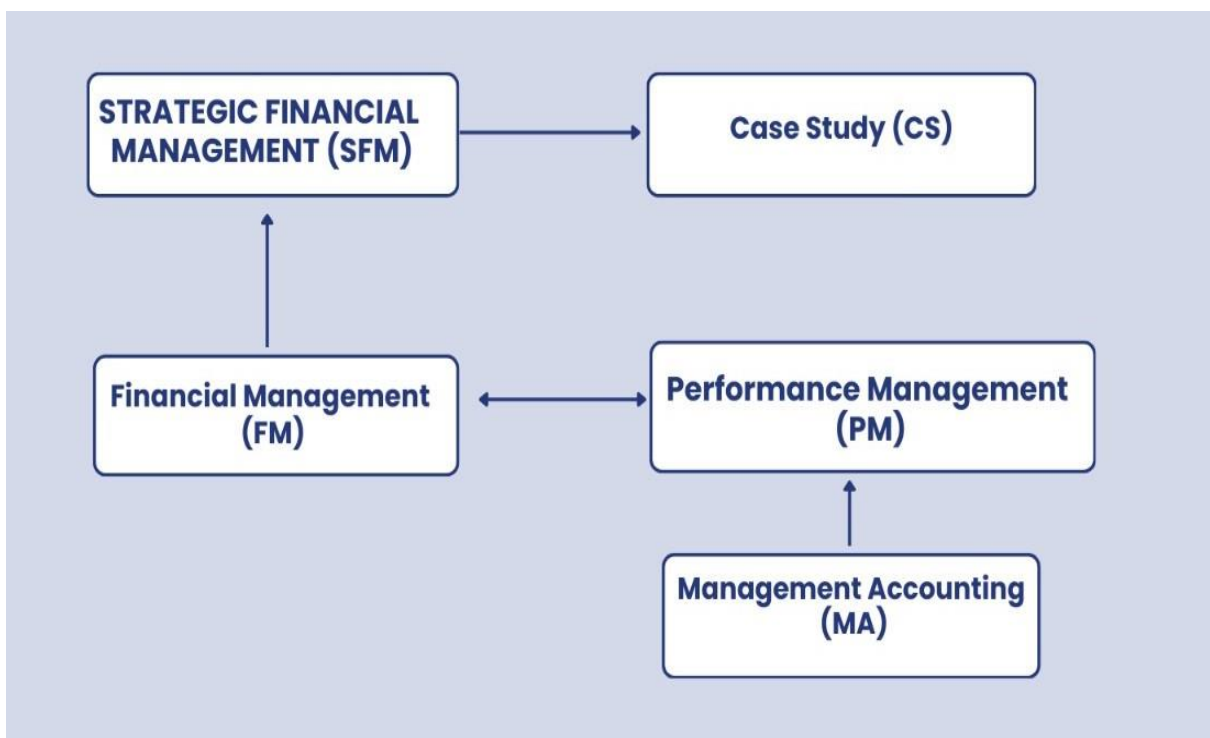 STRATEGIC FINANCIAL
MANAGEMENT (SFM)
Case Study (CS)
Financial Management
(FM)
Performance Management
(PM)
Management Accounting
(MA)